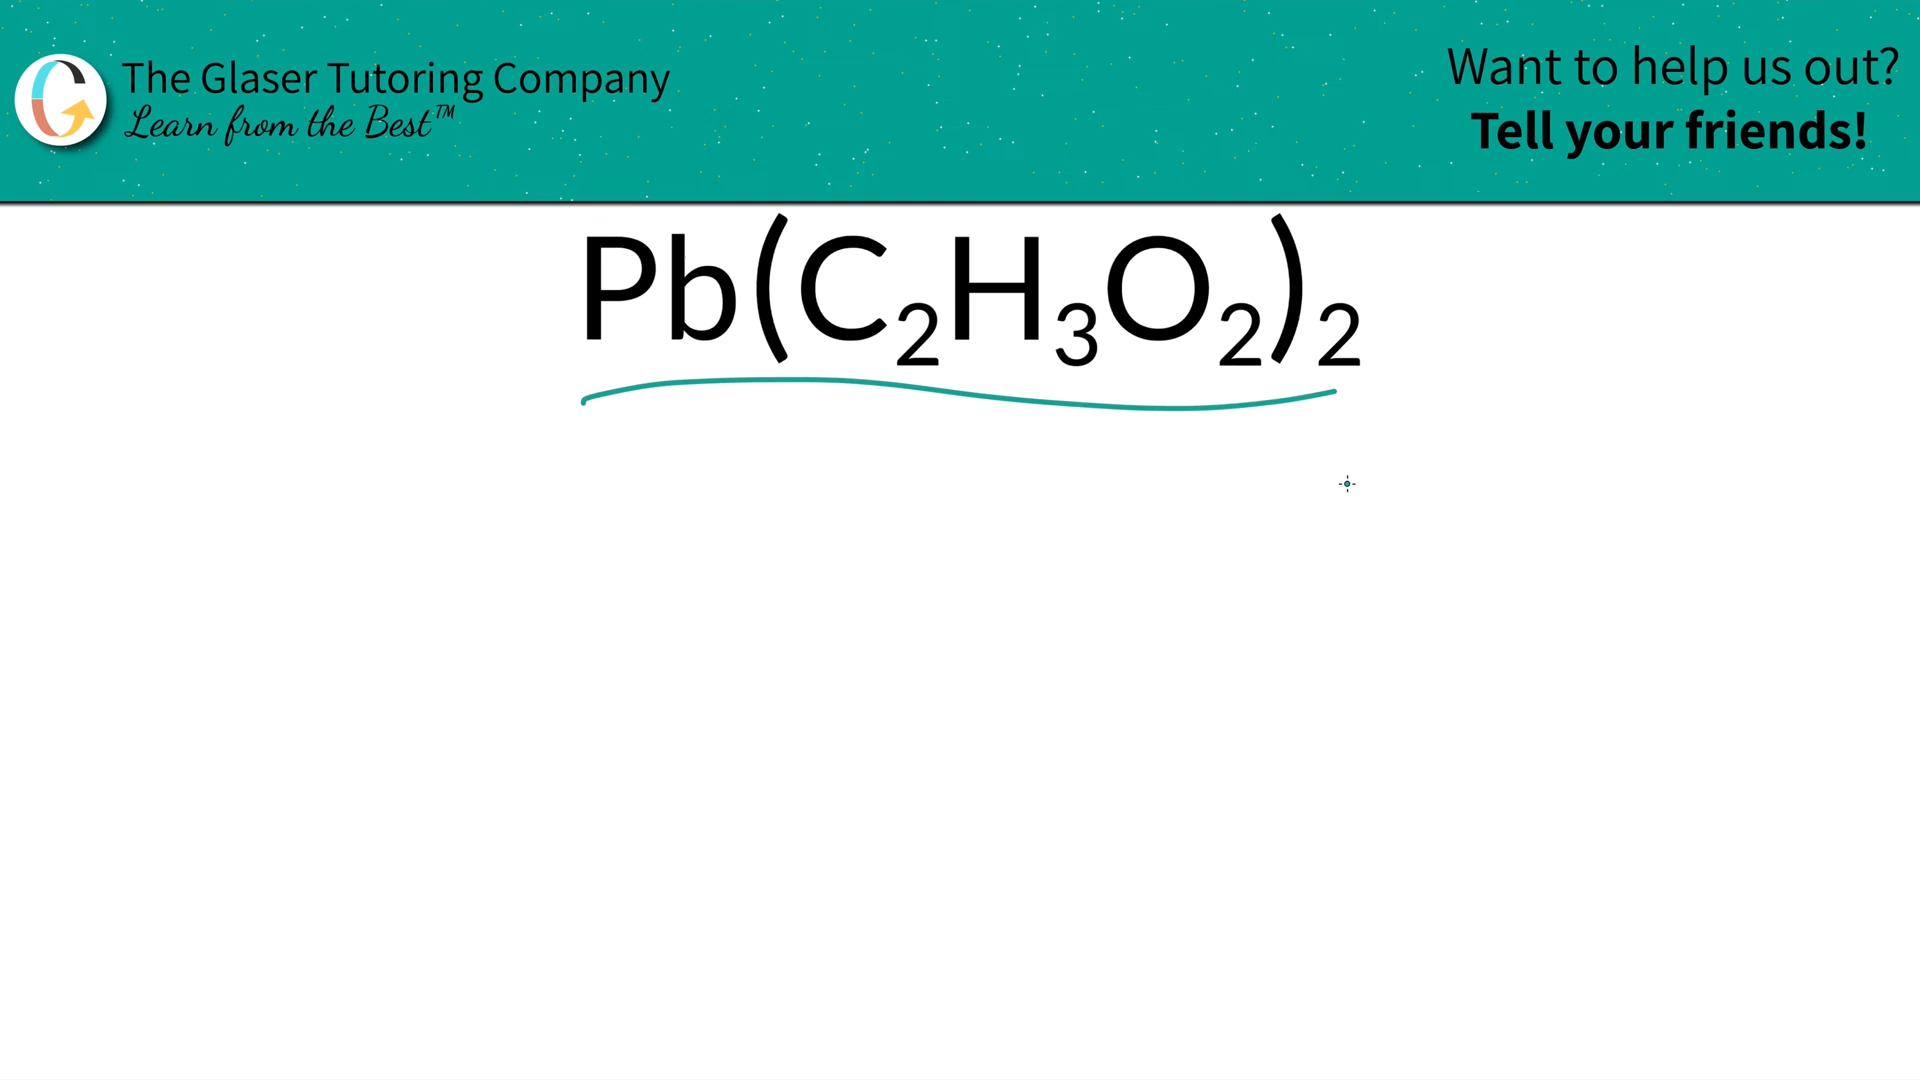 The Glaser Tutoring Company
Learn from the Best™
Want to help us out?
Tell your friends!
Pb(C₂H₃O₂)₂